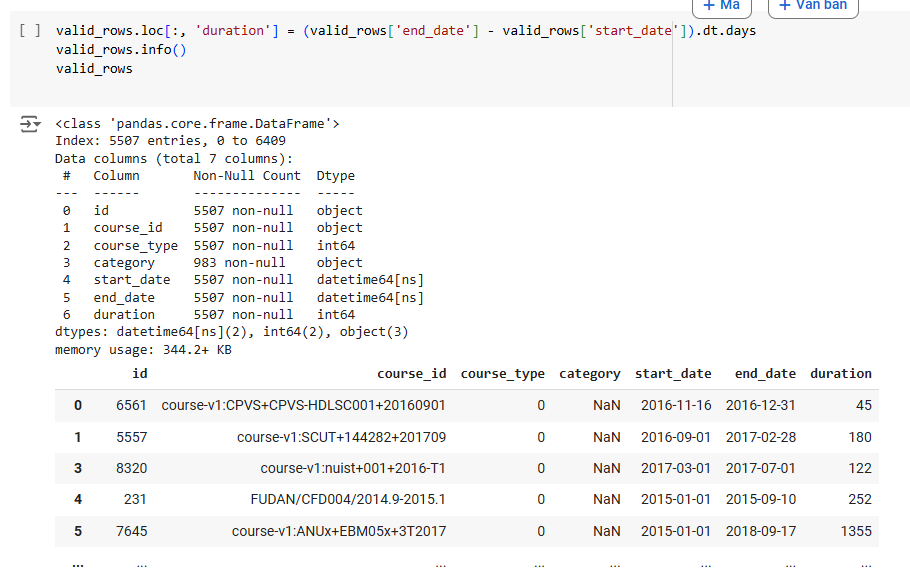 + Mã + Văn bản
[ ] valid_rows.loc[:, 'duration'] = (valid_rows['end_date'] - valid_rows['start_date']).dt.days
valid_rows.info()
valid_rows
<class 'pandas.core.frame.DataFrame'>
Index: 5507 entries, 0 to 6409
Data columns (total 7 columns):
# Column Non-Null Count Dtype
--- ------ -------------- -----
0 id 5507 non-null object
1 course_id 5507 non-null object
2 course_type 5507 non-null int64
3 category 983 non-null object
4 start_date 5507 non-null datetime64[ns]
5 end_date 5507 non-null datetime64[ns]
6 duration 5507 non-null int64
dtypes: datetime64[ns](2), int64(2), object(3)
memory usage: 344.2+ KB
id course_id course_type category start_date end_date duration
0 6561 course-v1:CPVS+CPVS-HDLSC001+20160901 0 NaN 2016-11-16 2016-12-31 45
1 5557 course-v1:SCUT+144282+201709 0 NaN 2016-09-01 2017-02-28 180
3 8320 course-v1:nuist+001+2016-T1 0 NaN 2017-03-01 2017-07-01 122
4 231 FUDAN/CFD004/2014.9-2015.1 0 NaN 2015-01-01 2015-09-10 252
5 7645 course-v1:ANUx+EBM05x+3T2017 0 NaN 2015-01-01 2018-09-17 1355
... ... ... ... ... ... ... ...